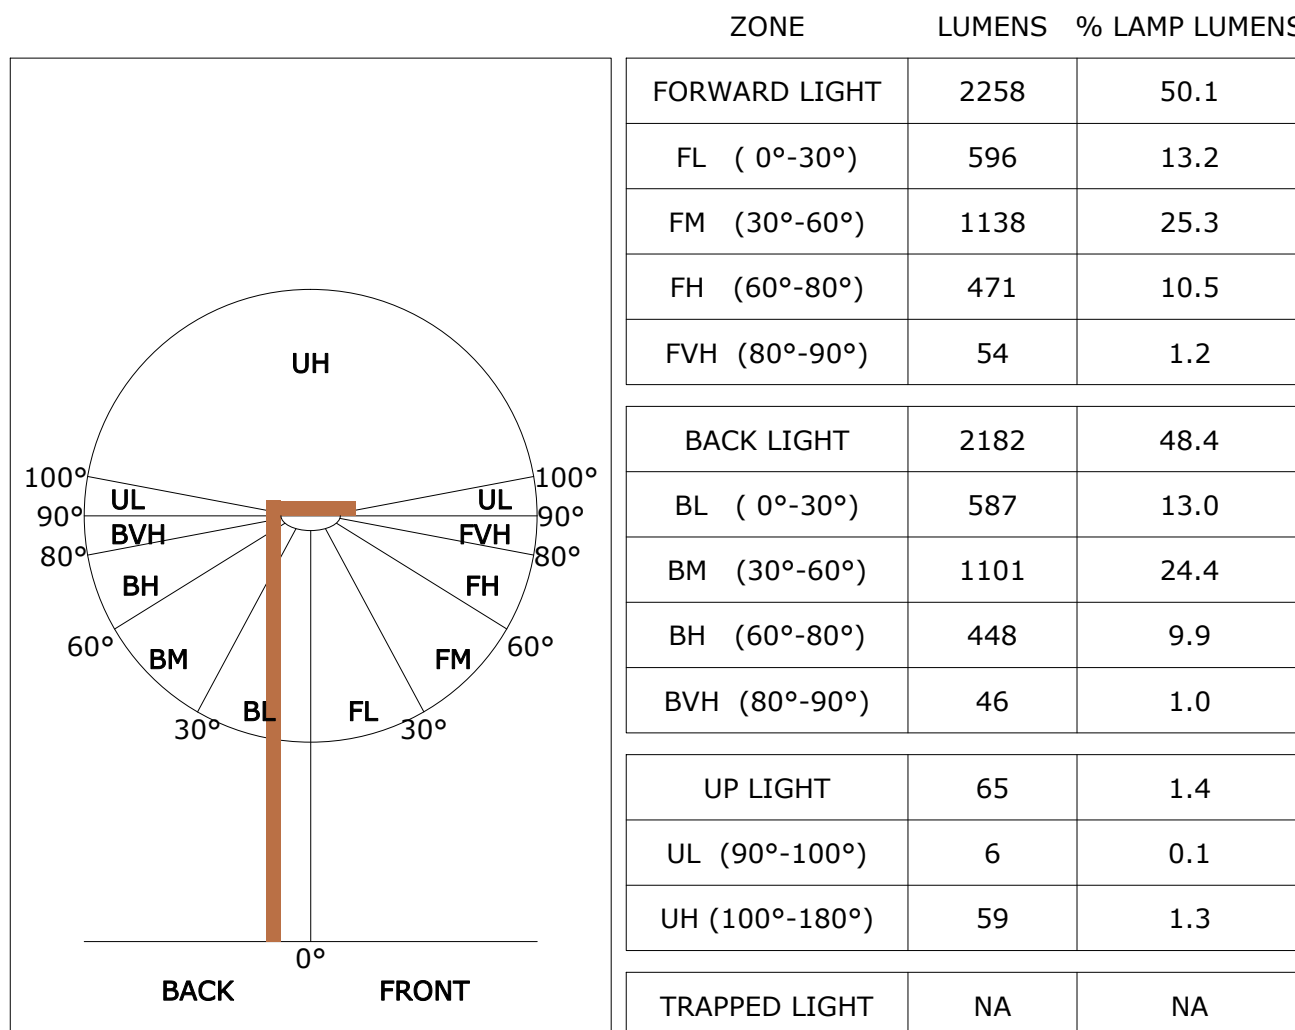 ZONE LUMENS % LAMP LUMENS
FORWARD LIGHT 2258 50.1
FL ( 0°-30°) 596 13.2
FM (30°-60°) 1138 25.3
FH (60°-80°) 471 10.5
FVH (80°-90°) 54 1.2
BACK LIGHT 2182 48.4
BL ( 0°-30°) 587 13.0
BM (30°-60°) 1101 24.4
BH (60°-80°) 448 9.9
BVH (80°-90°) 46 1.0
UP LIGHT 65 1.4
UL (90°-100°) 6 0.1
UH (100°-180°) 59 1.3
TRAPPED LIGHT NA NA
UH
100° 100°
UL UL
90° 90°
BVH FVH
80° 80°
BH FH
60° 60°
BM FM
BL FL
30° 30°
0°
BACK FRONT